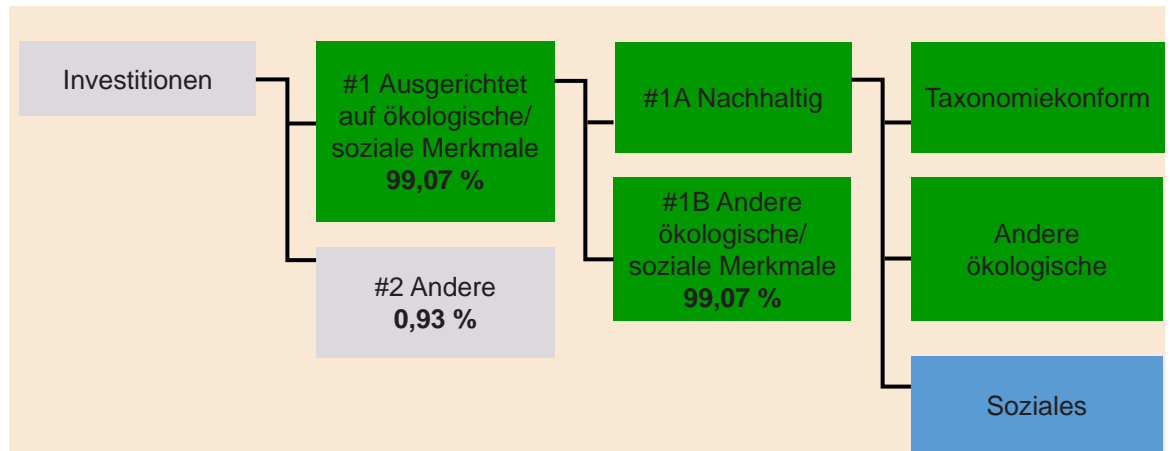 Investitionen
#1 Ausgerichtet
auf ökologische/
soziale Merkmale
99,07 %
#2 Andere
0,93 %
#1A Nachhaltig
#1B Andere
ökologische/
soziale Merkmale
99,07 %
Taxonomiekonform
Andere
ökologische
Soziales